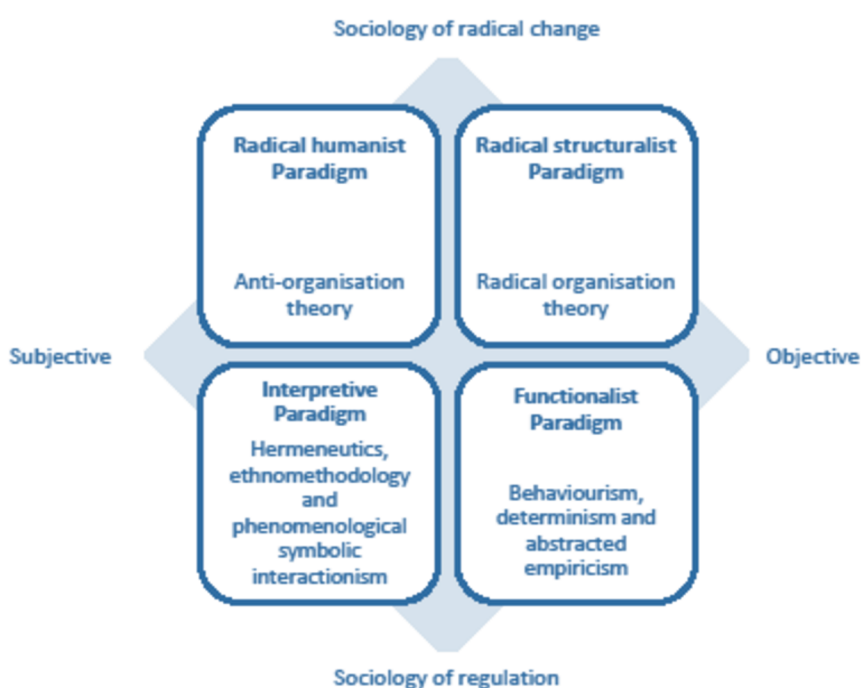 Sociology of radical change
Radical humanist
Paradigm
Anti-organisation
theory
Radical structuralist
Paradigm
Radical organisation
theory
Subjective
Objective
Interpretive
Paradigm
Hermeneutics,
ethnomethodology
and
phenomenological
symbolic
interactionism
Functionalist
Paradigm
Behaviourism,
determinism and
abstracted
empiricism
Sociology of regulation